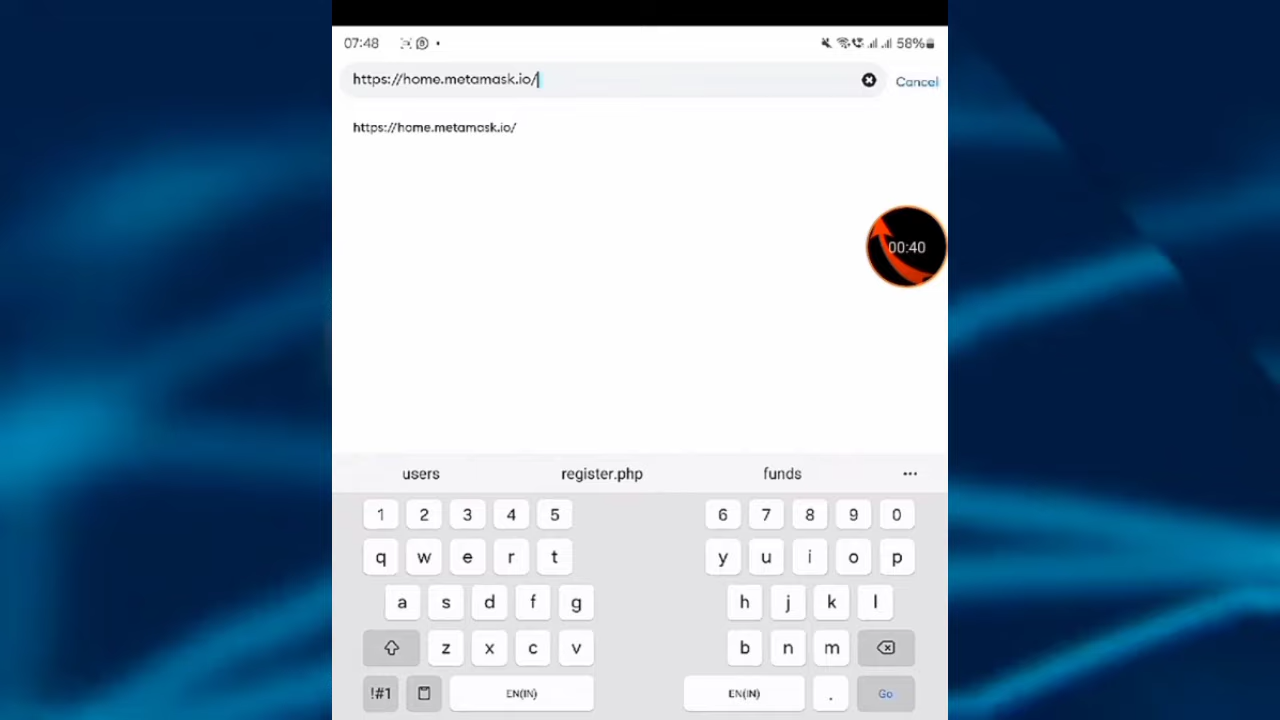 07:48 58%
https://home.metamask.io/ Cancel
https://home.metamask.io/
00:40
users register.php funds ...
1 2 3 4 5 6 7 8 9 0
q w e r t y u i o p
a s d f g h j k l
z x c v b n m
!#1 EN(IN) EN(IN) . Go